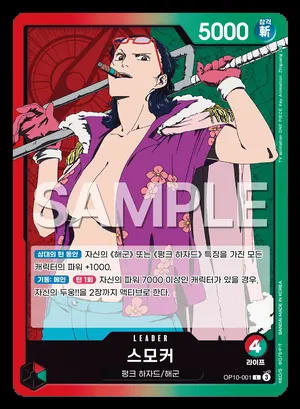 5000
참격
斬
SAMPLE
상대의 턴 동안 자신의 《해군》 또는 《펑크 하자드》 특징을 가진 모든
캐릭터의 파워 +1000.
기동: 메인 턴 1회 자신의 파워 7000 이상인 캐릭터가 있을 경우,
자신의 두웅!!을 2장까지 액티브로 한다.
LEADER
스모커
펑크 하자드/해군
4
라이프
OP10-001 L